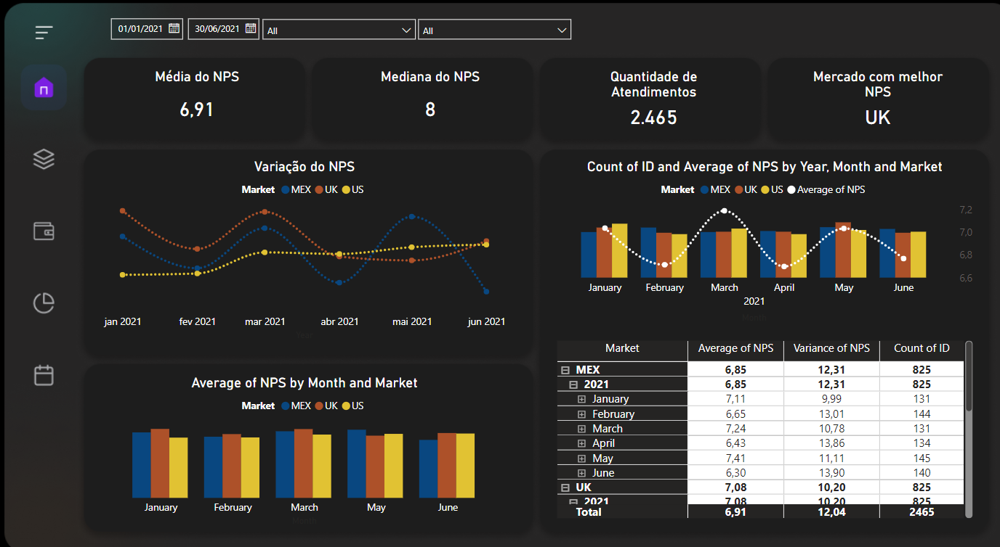 01/01/2021 30/06/2021 All All
Média do NPS
6,91
Mediana do NPS
8
Quantidade de
Atendimentos
2.465
Mercado com melhor
NPS
UK
Variação do NPS
Market MEX UK US
jan 2021 fev 2021 mar 2021 abr 2021 mai 2021 jun 2021
Year
Average of NPS by Month and Market
Market MEX UK US
January February March May June
Month
Count of ID and Average of NPS by Year, Month and Market
Market MEX UK US Average of NPS
7,2
7,0
6,8
6,6
January February March April May June
2021
Month
Market Average of NPS Variance of NPS Count of ID
MEX 6,85 12,31 825
2021 6,85 12,31 825
January 7,11 9,99 131
February 6,65 13,01 144
March 7,24 10,78 131
April 6,43 13,86 134
May 7,41 11,11 145
June 6,30 13,90 140
UK 7,08 10,20 825
2021 7,08 10,20 825
Total 6,91 12,04 2465